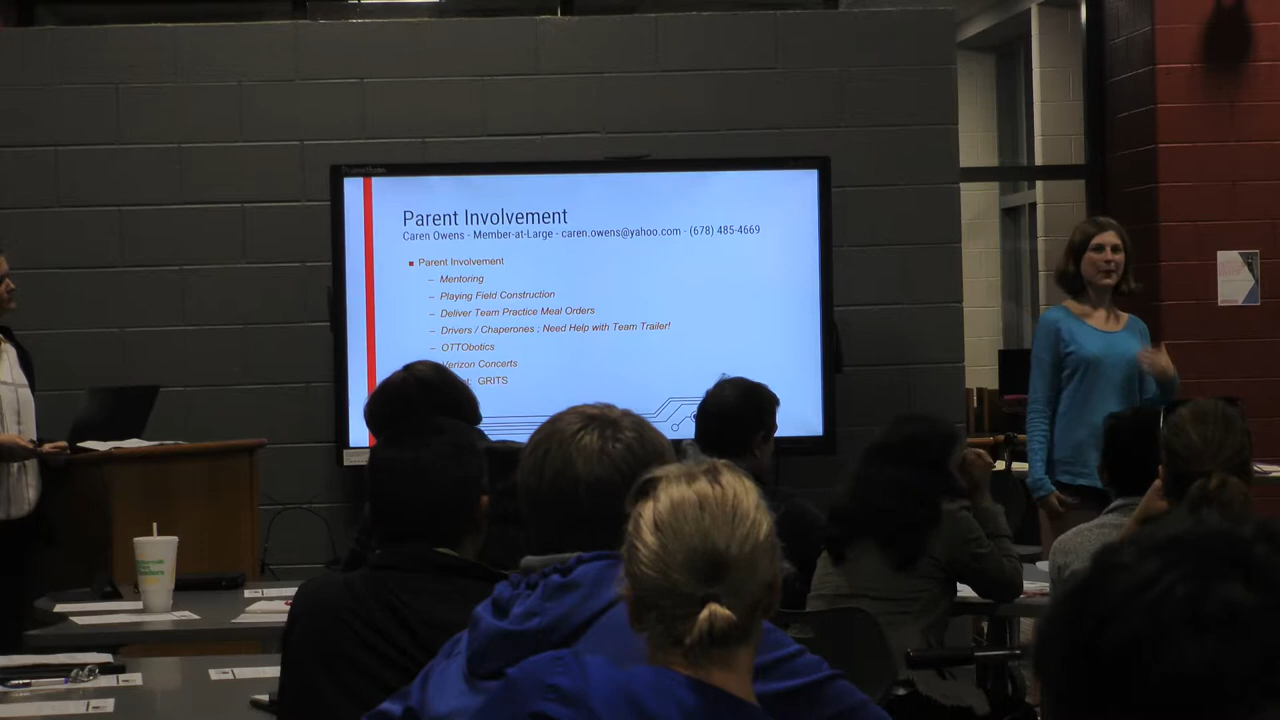 Promethean
Parent Involvement
Caren Owens - Member-at-Large - caren.owens@yahoo.com - (678) 485-4669
Parent Involvement
– Mentoring
– Playing Field Construction
– Deliver Team Practice Meal Orders
– Drivers / Chaperones ; Need Help with Team Trailer!
– OTTObotics
Verizon Concerts
GRITS